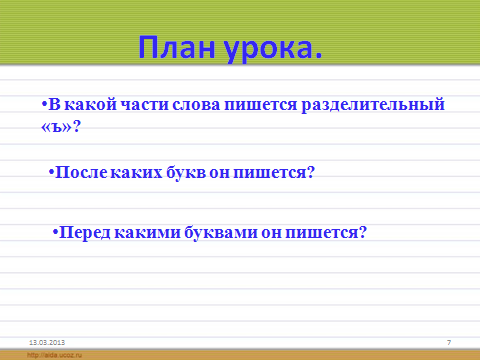 План урока.
•В какой части слова пишется разделительный
«ъ»?
•После каких букв он пишется?
•Перед какими буквами он пишется?
13.03.2013
7
http://aida.ucoz.ru